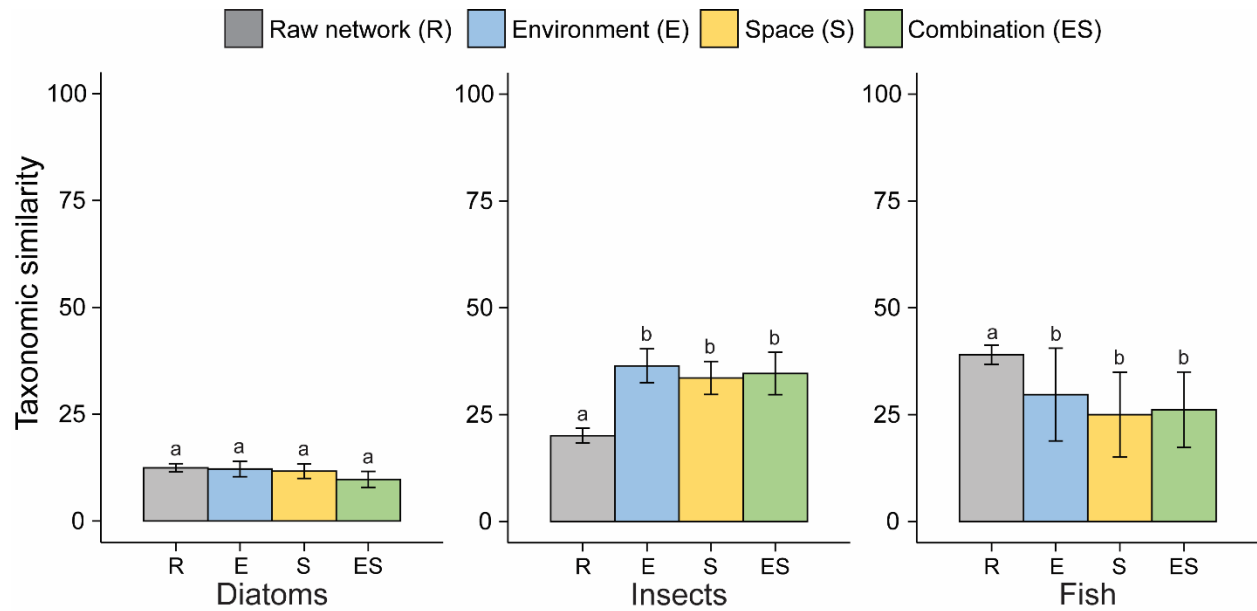 Raw network (R) Environment (E) Space (S) Combination (ES)
Taxonomic similarity
100
75
50
25
0
a a a a
R E S ES
Diatoms
100
75
50
25
0
a b b b
R E S ES
Insects
100
75
50
25
0
a b b b
R E S ES
Fish